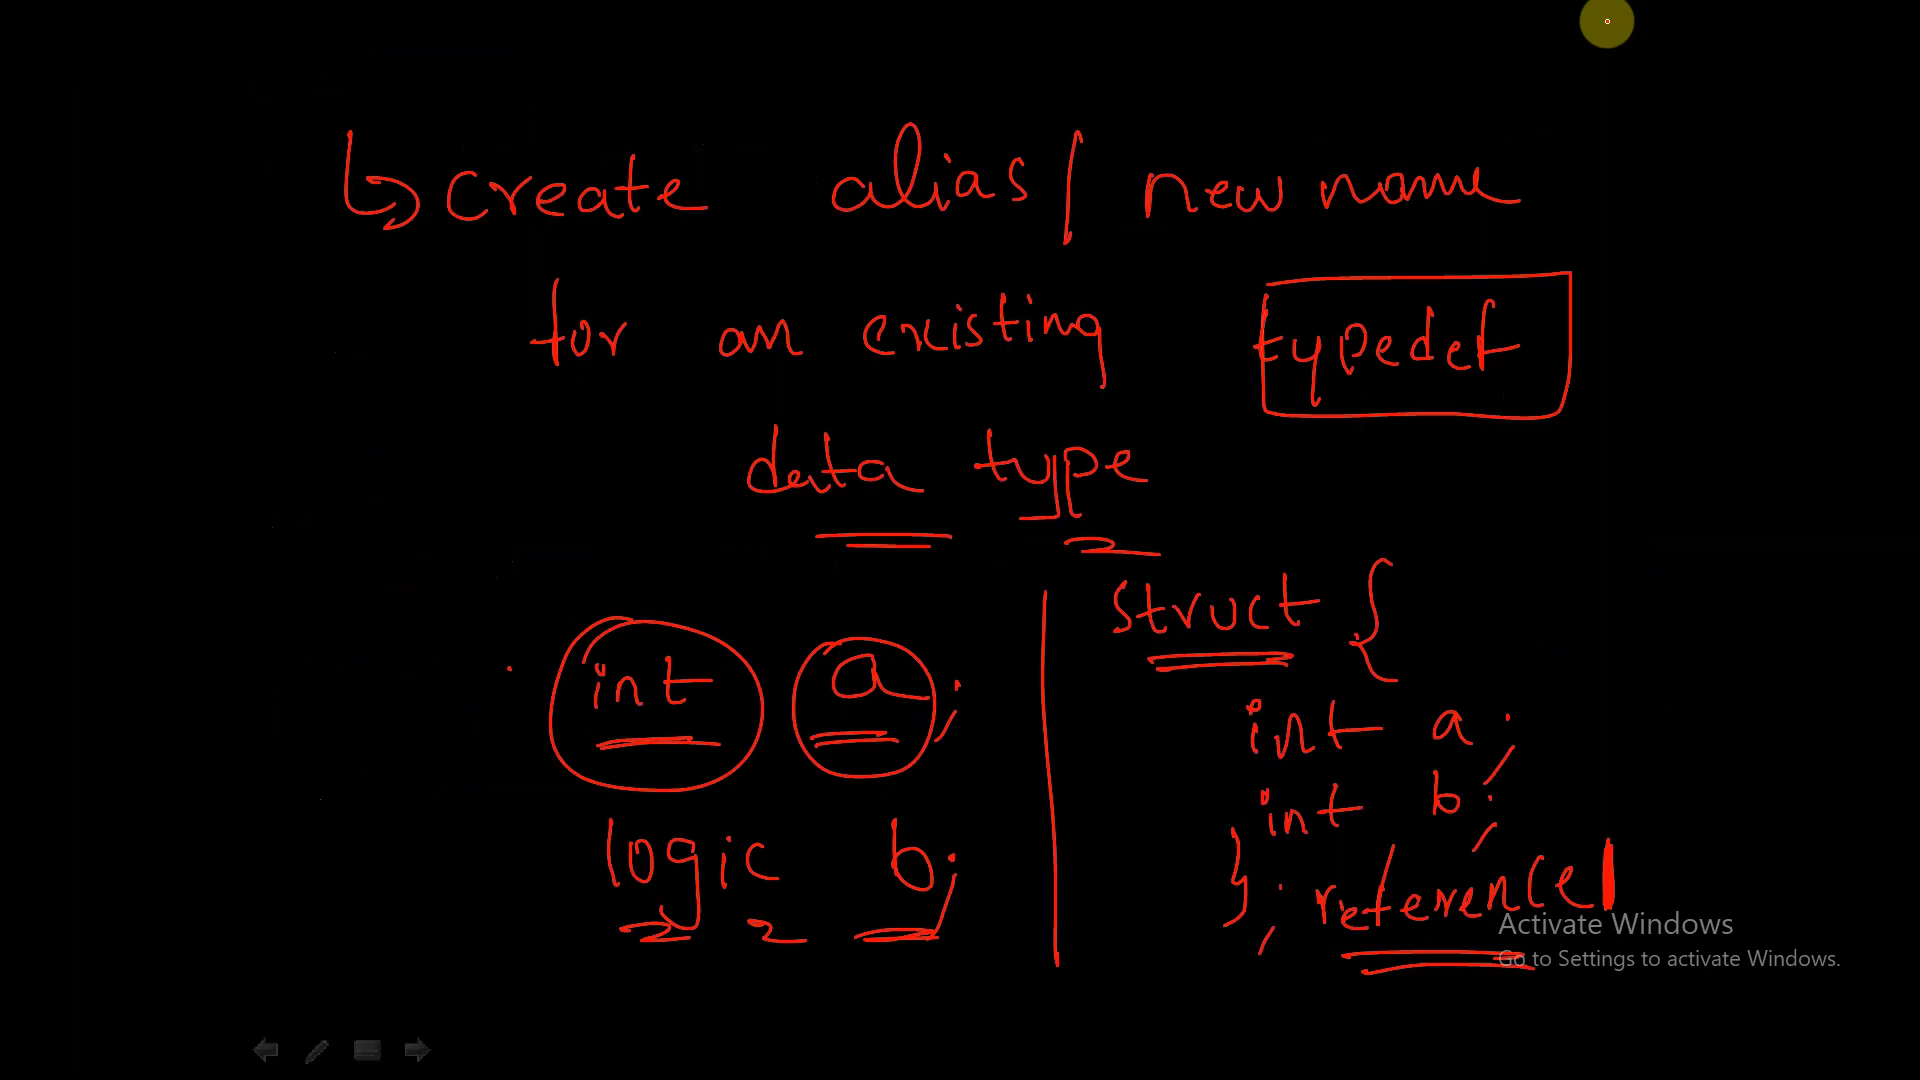 ↳ create alias / new name
for an existing typedef
data type
int a;
logic b;
struct {
int a;
int b;
}; reference1
Activate Windows
Go to Settings to activate Windows.